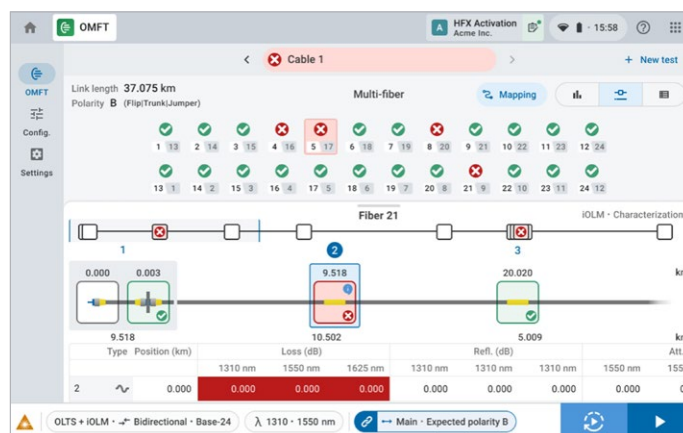 OMFT
A HFX Activation
Acme Inc.
15:58
Cable 1
+ New test
OMFT
Config.
Settings
Link length 37.075 km
Polarity B (Flip|Trunk|Jumper)
Multi-fiber
Mapping
1 13 2 14 3 15 4 16 5 17 6 18 7 19 8 20 9 21 10 22 11 23 12 24
13 1 14 2 15 3 16 4 17 5 18 6 19 7 20 8 21 9 22 10 23 11 24 12
Fiber 21
iOLM · Characterization
1 2 3
0.000 0.003 9.518 20.020
9.518 10.502 5.009
Type Position (km) Loss (dB) Refl. (dB) Att.
1310 nm 1550 nm 1625 nm 1310 nm 1310 nm 1310 nm 1550 nm
2 0.000 0.000 0.000 0.000 0.000 0.000 0.000 0.000
OLTS + iOLM · Bidirectional · Base-24
λ 1310 · 1550 nm
Main · Expected polarity B